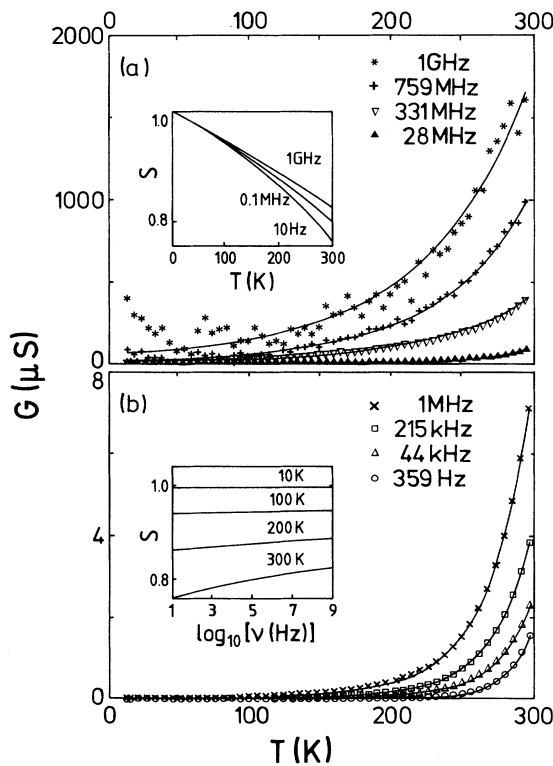 0 100 200 300
2000
(a)
* 1GHz
+ 759MHz
▽ 331MHz
▲ 28MHz
1.0
S
1GHz
0.1MHz
10Hz
0.8
0 100 200 300
T(K)
1000
0
G (μS)
8
(b)
× 1MHz
□ 215kHz
△ 44kHz
○ 359Hz
10K
1.0
100K
S
200K
300K
0.8
1 3 5 7 9
log10[ν(Hz)]
4
0
0 100 200 300
T(K)